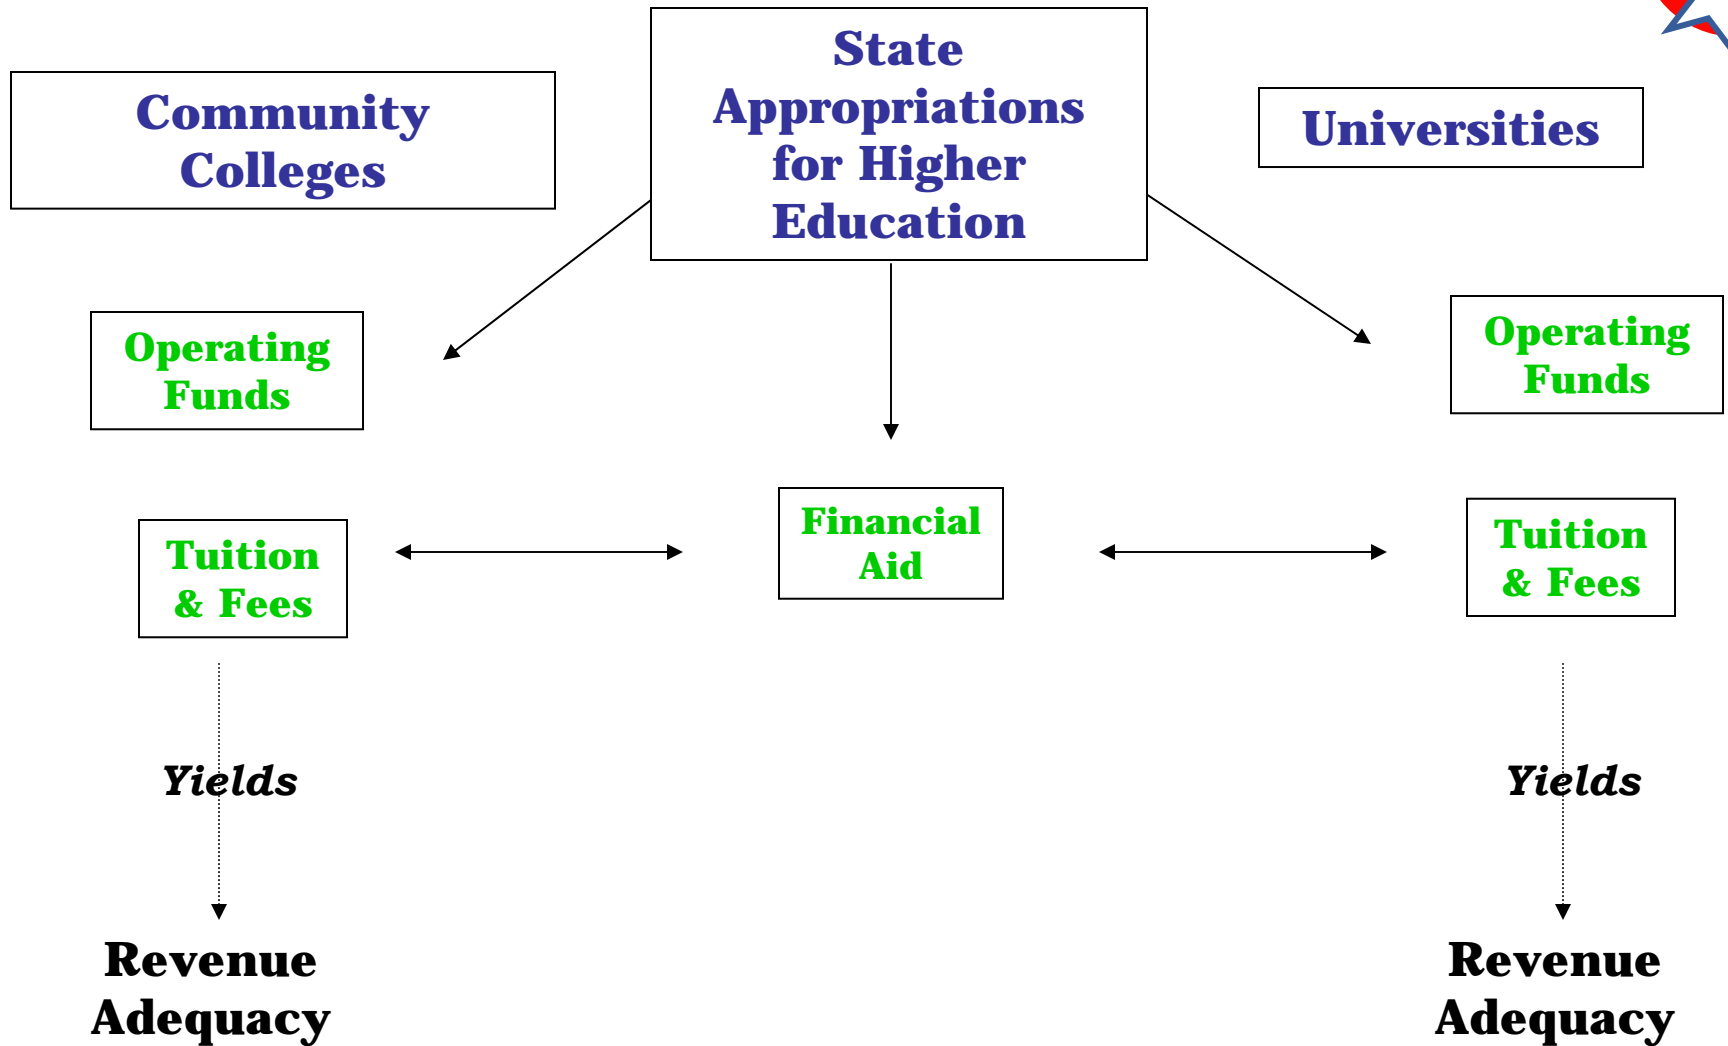 State
Appropriations
for Higher
Education
Community
Colleges
Universities
Operating
Funds
Operating
Funds
Financial
Aid
Tuition
& Fees
Tuition
& Fees
Yields
Yields
Revenue
Adequacy
Revenue
Adequacy